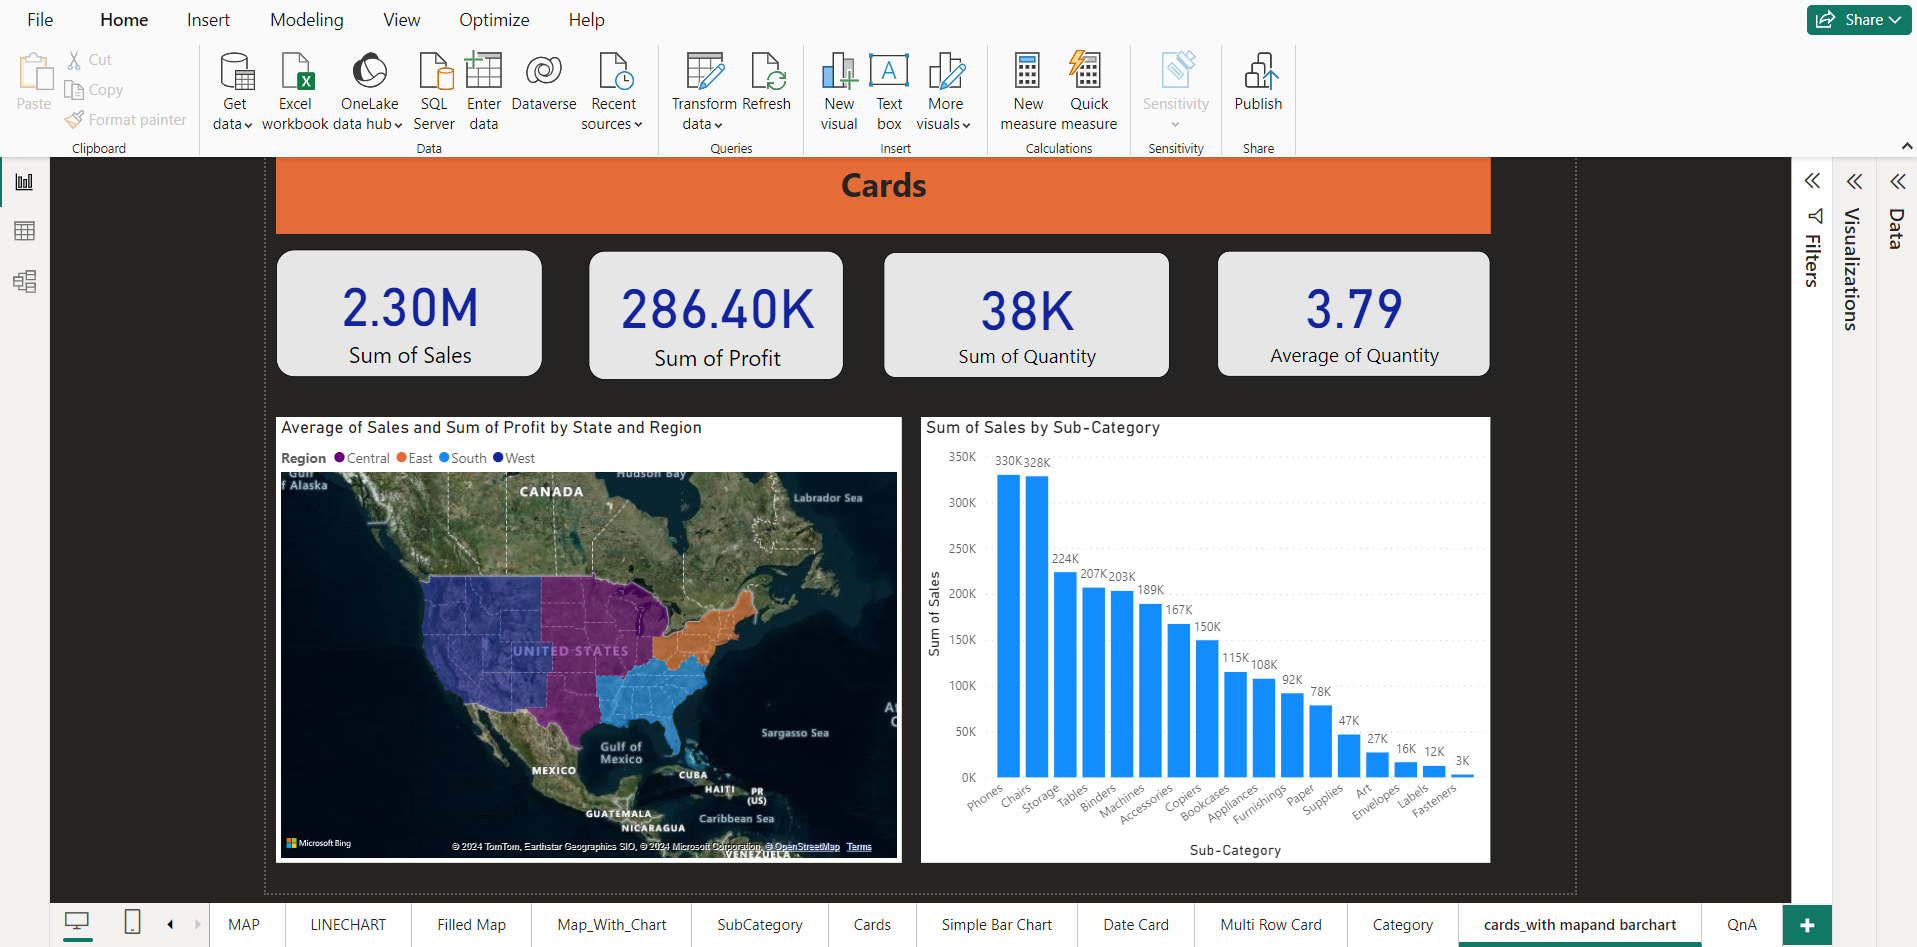 File Home Insert Modeling View Optimize Help Share
Paste
Cut
Copy
Format painter
Clipboard
Get data
Excel workbook
OneLake data hub
SQL Server
Enter data
Dataverse
Recent sources
Data
Transform data
Refresh
Queries
New visual
Text box
More visuals
Insert
New measure
Quick measure
Calculations
Sensitivity
Sensitivity
Publish
Share
Cards
2.30M
Sum of Sales
286.40K
Sum of Profit
38K
Sum of Quantity
3.79
Average of Quantity
Average of Sales and Sum of Profit by State and Region
Region Central East South West
f Alaska
Hudson Bay
CANADA
Labrador Sea
UNITED STATES
Sargasso Sea
Gulf of
Mexico
MEXICO
CUBA
HAITI
PR
(US)
GUATEMALA
Caribbean Sea
NICARAGUA
VENEZUELA
Microsoft Bing
© 2024 TomTom, Earthstar Geographics SIO, © 2024 Microsoft Corporation, © OpenStreetMap Terms
Sum of Sales by Sub-Category
350K
300K
250K
200K
150K
100K
50K
0K
Sum of Sales
330K 328K 224K 207K 203K 189K 167K 150K 115K 108K 92K 78K 47K 27K 16K 12K 3K
Phones Chairs Storage Tables Binders Machines Accessories Copiers Bookcases Appliances Furnishings Paper Supplies Art Envelopes Labels Fasteners
Sub-Category
Filters
Visualizations
Data
MAP LINECHART Filled Map Map_With_Chart SubCategory Cards Simple Bar Chart Date Card Multi Row Card Category cards_with mapand barchart QnA